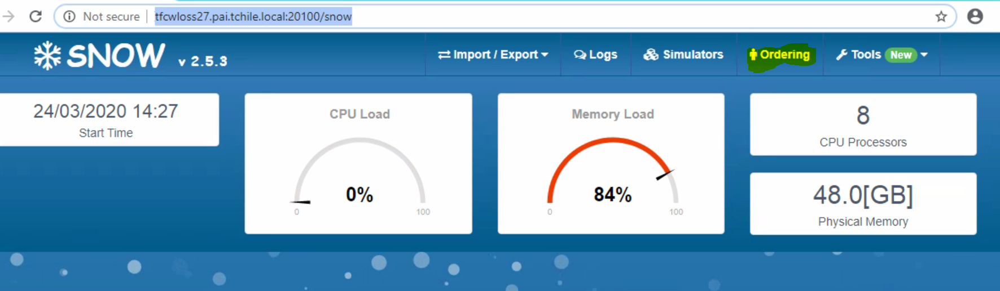 Not secure
tfcwloss27.pai.tchile.local:20100/snow
SNOW v 2.5.3
Import / Export
Logs
Simulators
Ordering
Tools New
24/03/2020 14:27
Start Time
CPU Load
0%
0 100
Memory Load
84%
0 100
8
CPU Processors
48.0[GB]
Physical Memory